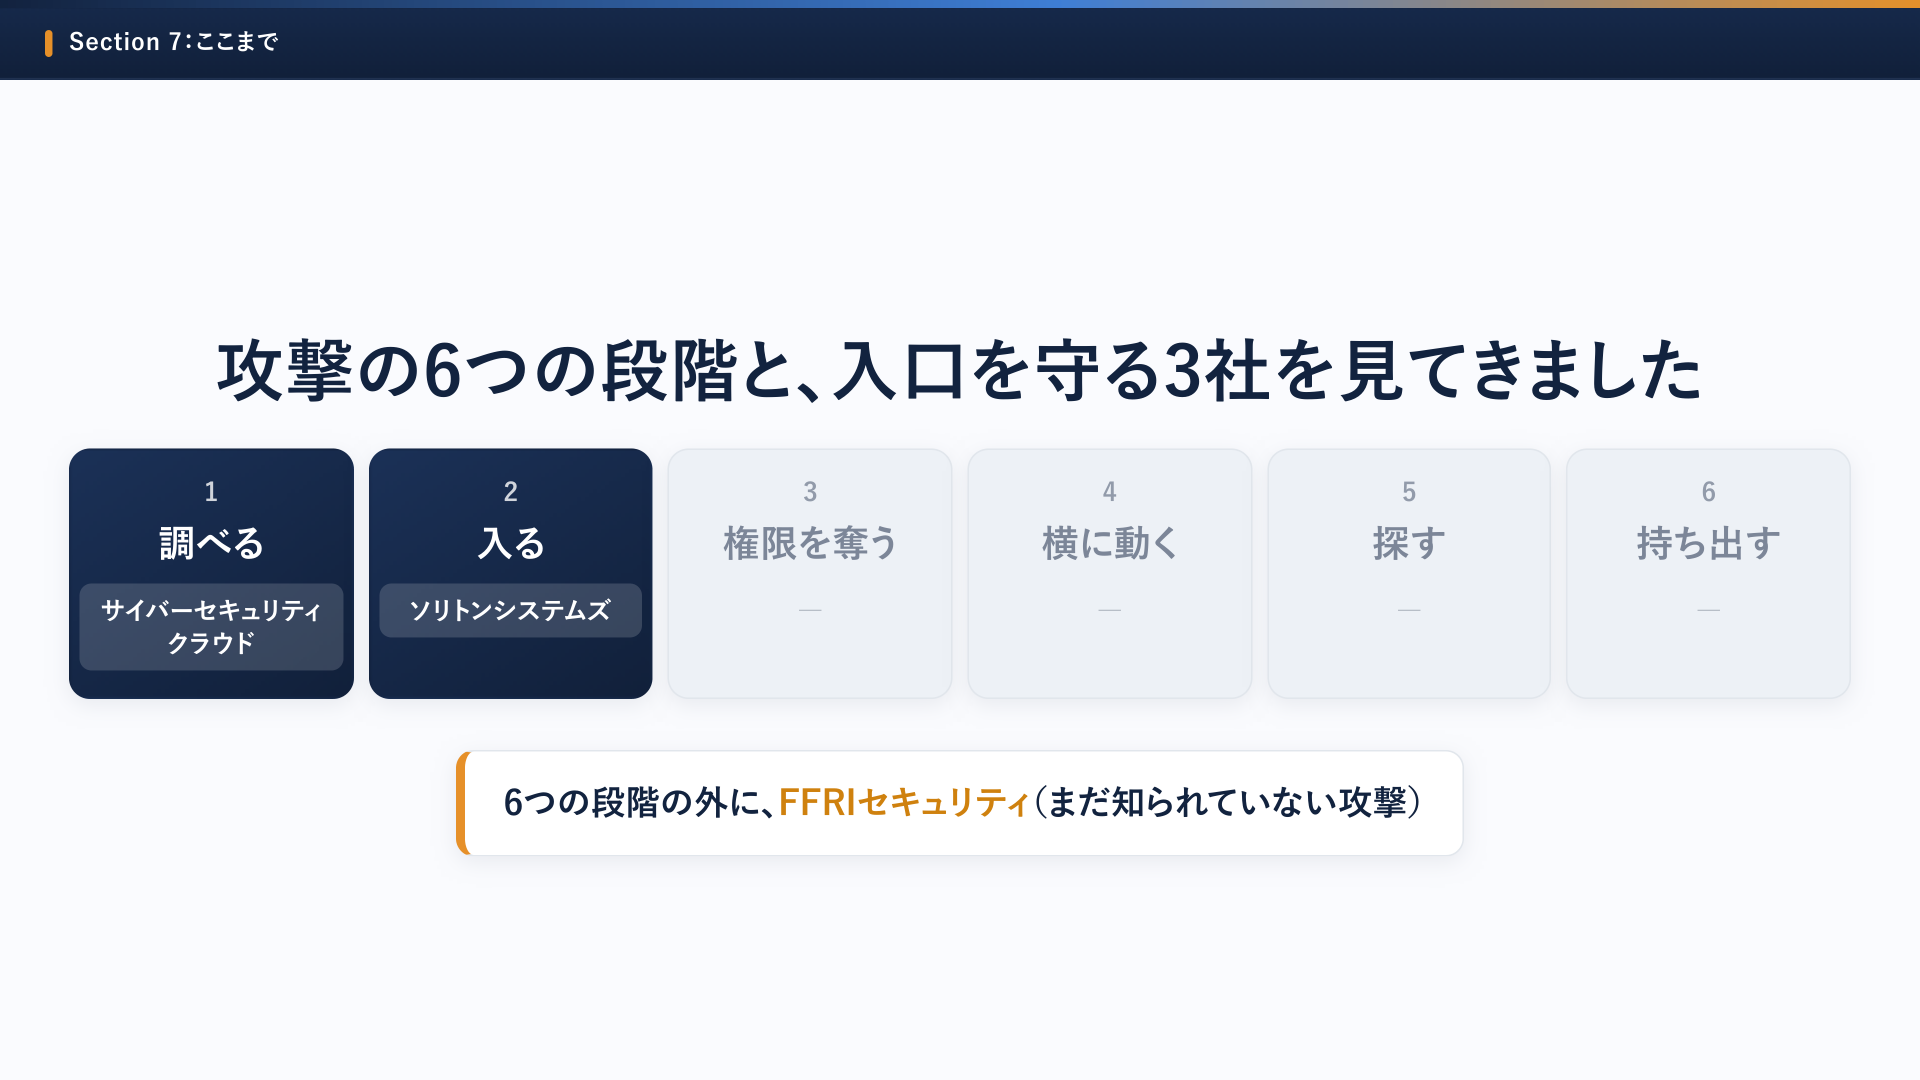 Section 7：ここまで
攻撃の6つの段階と、入口を守る3社を見てきました
1
調べる
サイバーセキュリティ
クラウド
2
入る
ソリトンシステムズ
3
権限を奪う
—
4
横に動く
—
5
探す
—
6
持ち出す
—
6つの段階の外に、FFRIセキュリティ（まだ知られていない攻撃）